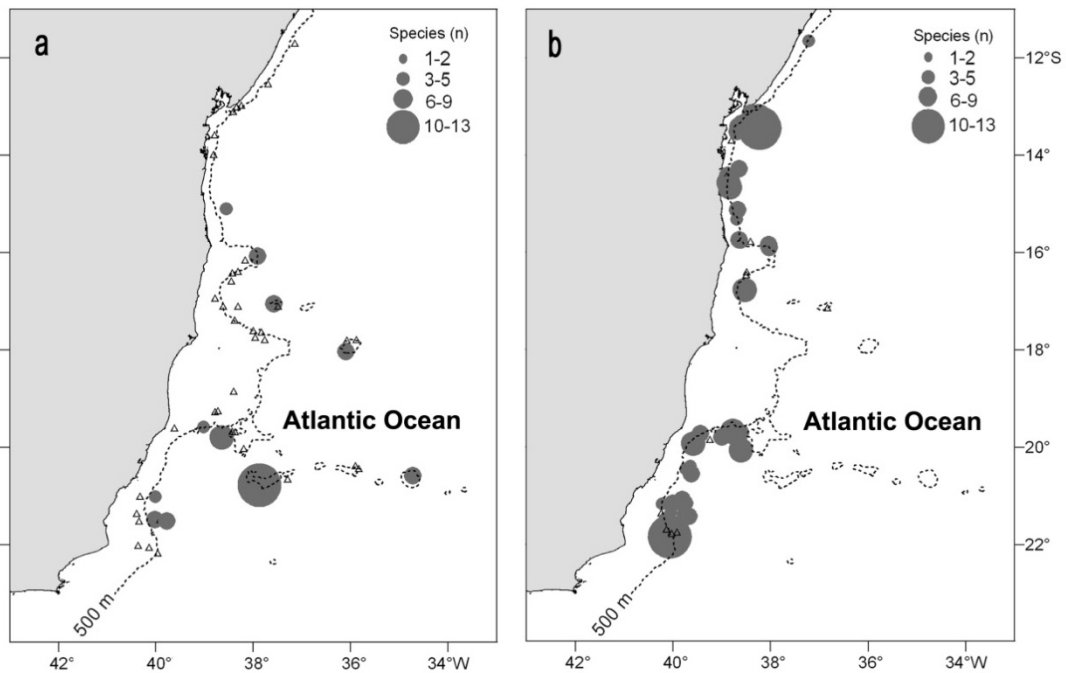 a
Species (n)
1-2
3-5
6-9
10-13
Atlantic Ocean
500 m
42°
40°
38°
36°
34°W
b
Species (n)
1-2
3-5
6-9
10-13
12°S
14°
16°
18°
20°
22°
Atlantic Ocean
500 m
42°
40°
38°
36°
34°W